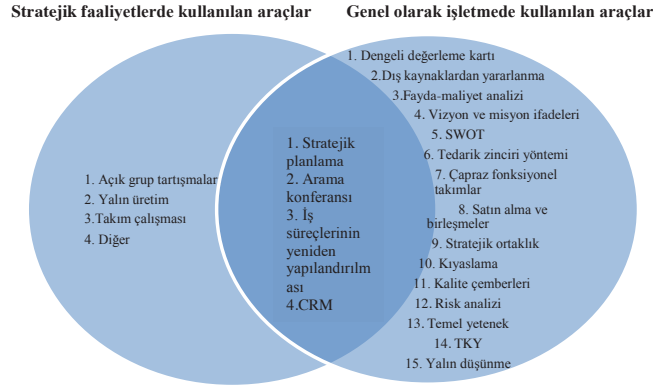 Stratejik faaliyetlerde kullanılan araçlar
Genel olarak işletmede kullanılan araçlar
1. Açık grup tartışmalar
2. Yalın üretim
3.Takım çalışması
4. Diğer
1. Stratejik
planlama
2. Arama
konferansı
3. İş
süreçlerinin
yeniden
yapılandırılm
ası
4.CRM
1. Dengeli değerleme kartı
2.Dış kaynaklardan yararlanma
3.Fayda-maliyet analizi
4. Vizyon ve misyon ifadeleri
5. SWOT
6. Tedarik zinciri yöntemi
7. Çapraz fonksiyonel
takımlar
8. Satın alma ve
birleşmeler
9. Stratejik ortaklık
10. Kıyaslama
11. Kalite çemberleri
12. Risk analizi
13. Temel yetenek
14. TKY
15. Yalın düşünme